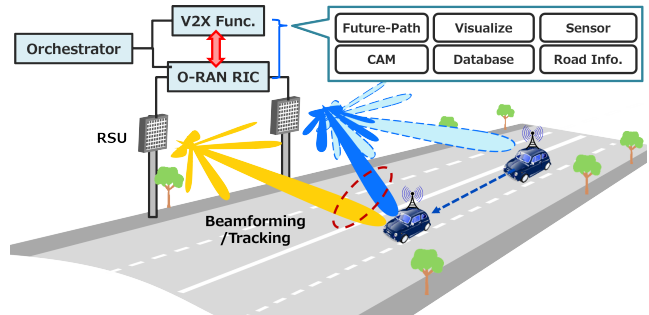 V2X Func.
Orchestrator
O-RAN RIC
Future-Path
Visualize
Sensor
CAM
Database
Road Info.
RSU
Beamforming
/Tracking